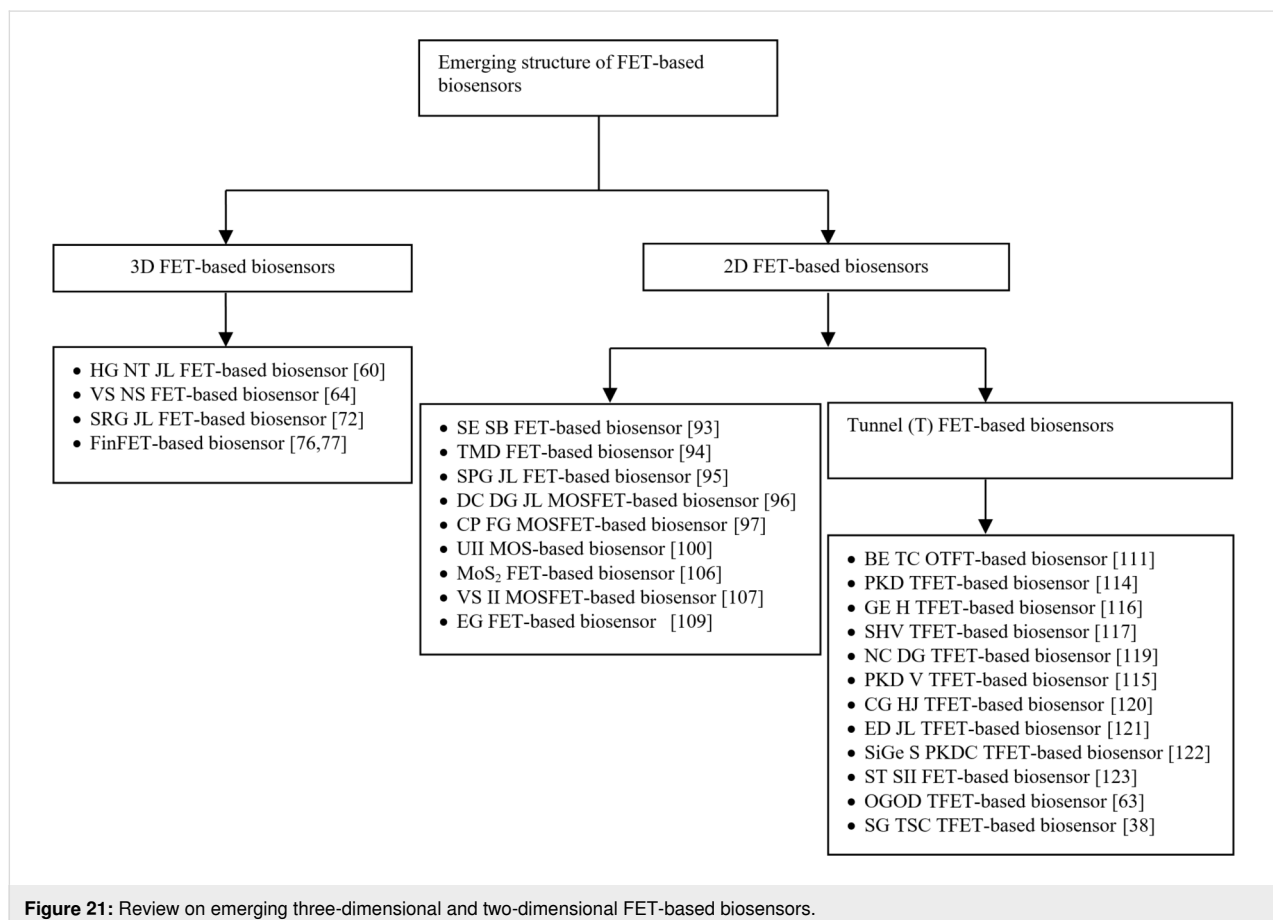 Emerging structure of FET-based
biosensors
3D FET-based biosensors
2D FET-based biosensors
• HG NT JL FET-based biosensor [60]
• VS NS FET-based biosensor [64]
• SRG JL FET-based biosensor [72]
• FinFET-based biosensor [76,77]
• SE SB FET-based biosensor [93]
• TMD FET-based biosensor [94]
• SPG JL FET-based biosensor [95]
• DC DG JL MOSFET-based biosensor [96]
• CP FG MOSFET-based biosensor [97]
• UII MOS-based biosensor [100]
• MoS₂ FET-based biosensor [106]
• VS II MOSFET-based biosensor [107]
• EG FET-based biosensor [109]
Tunnel (T) FET-based biosensors
• BE TC OTFT-based biosensor [111]
• PKD TFET-based biosensor [114]
• GE H TFET-based biosensor [116]
• SHV TFET-based biosensor [117]
• NC DG TFET-based biosensor [119]
• PKD V TFET-based biosensor [115]
• CG HJ TFET-based biosensor [120]
• ED JL TFET-based biosensor [121]
• SiGe S PKDC TFET-based biosensor [122]
• ST SII FET-based biosensor [123]
• OGOD TFET-based biosensor [63]
• SG TSC TFET-based biosensor [38]
Figure 21: Review on emerging three-dimensional and two-dimensional FET-based biosensors.